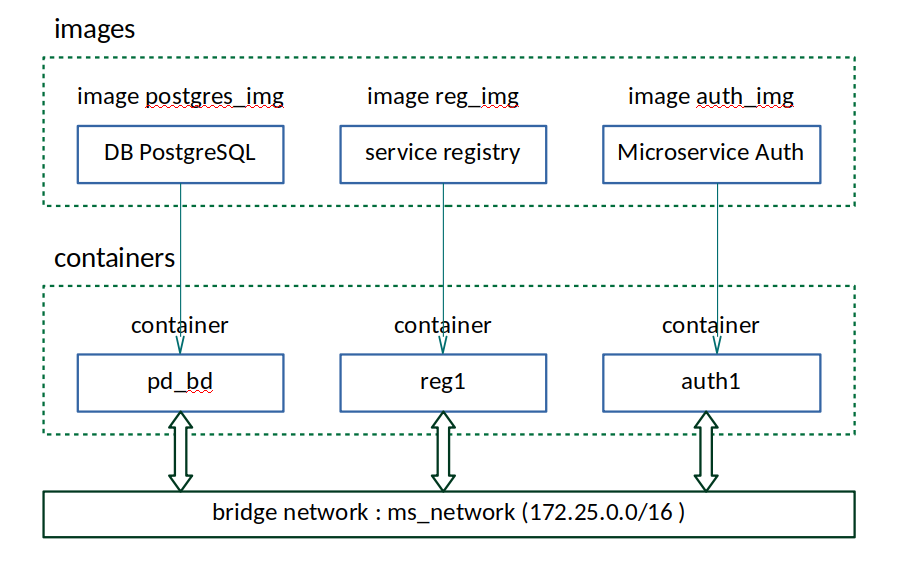 images
image postgres_img image reg_img image auth_img
DB PostgreSQL service registry Microservice Auth
containers
container container container
pd_bd reg1 auth1
bridge network : ms_network (172.25.0.0/16 )